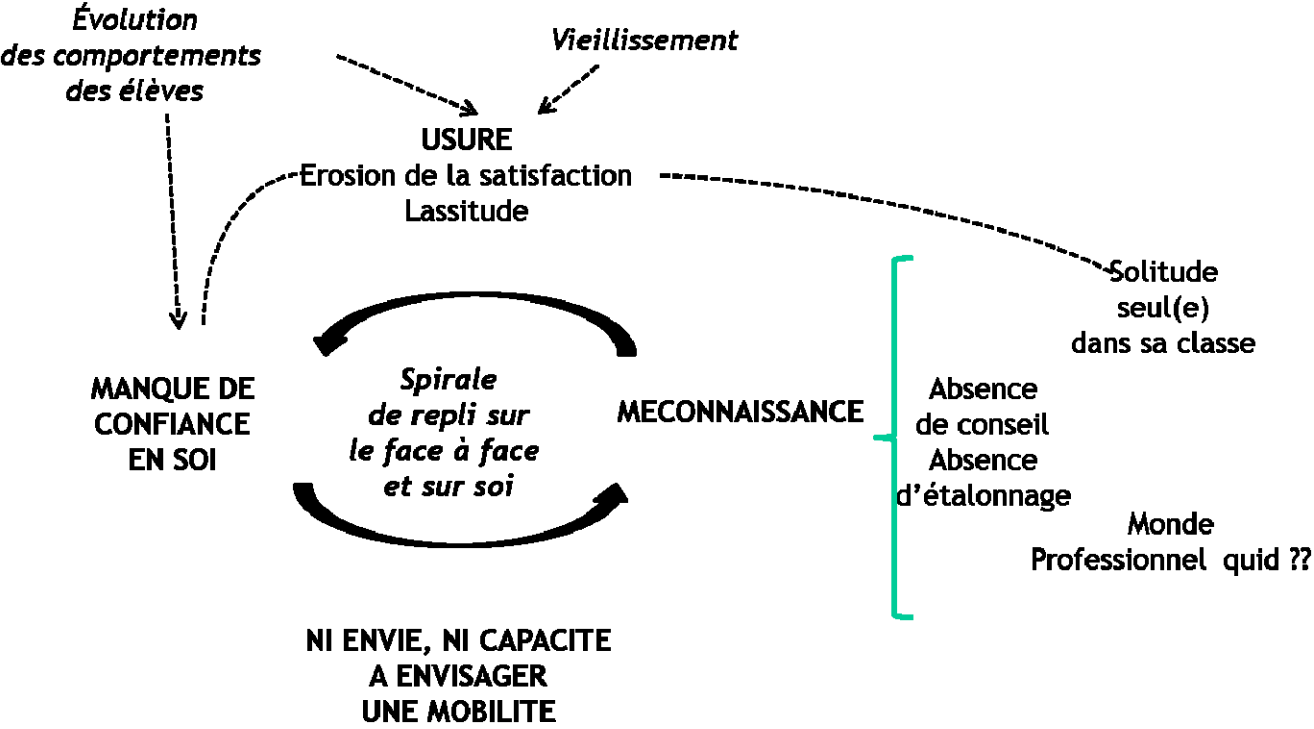 Évolution
des comportements
des élèves
Vieillissement
USURE
Erosion de la satisfaction
Lassitude
Solitude
seul(e)
dans sa classe
MANQUE DE
CONFIANCE
EN SOI
Spirale
de repli sur
le face à face
et sur soi
MECONNAISSANCE
Absence
de conseil
Absence
d'étalonnage
Monde
Professionnel quid ??
NI ENVIE, NI CAPACITE
A ENVISAGER
UNE MOBILITE